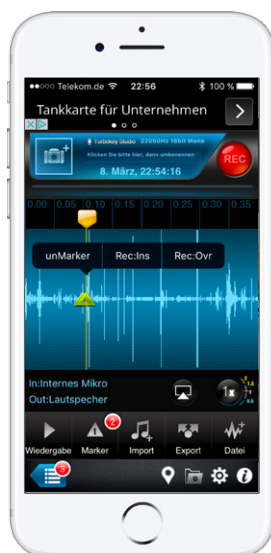 Telekom.de 22:56 100 %
Tankkarte für Unternehmen
Turbokey Studio 22050Hz 16bit Mono
Klicken Sie bitte hier, dann umbenennen
8. März, 22:54:16
REC
0.00 0.05 0.10 0.15 0.20 0.25 0.30 0.35
unMarker Rec:Ins Rec:Ovr
In:Internes Mikro
Out:Lautspecher
1x
2
Wiedergabe Marker Import Export Datei
3